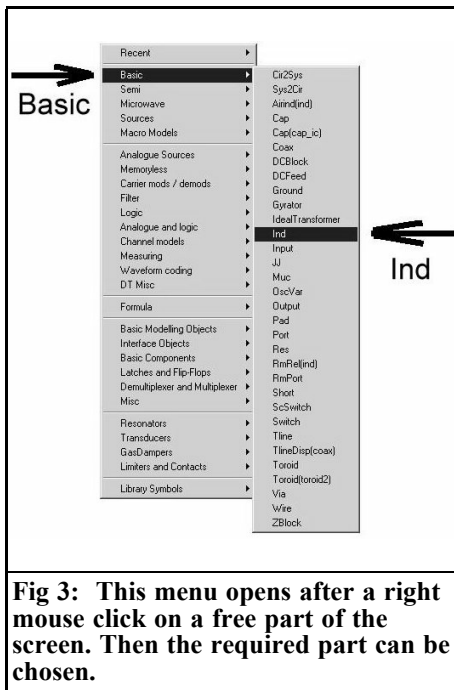 Recent
Basic
Semi
Microwave
Sources
Macro Models
Analogue Sources
Memoryless
Carrier mods / demods
Filter
Logic
Analogue and logic
Channel models
Measuring
Waveform coding
DT Misc
Formula
Basic Modelling Objects
Interface Objects
Basic Components
Latches and Flip-Flops
Demultiplexer and Multiplexer
Misc
Resonators
Transducers
GasDampers
Limiters and Contacts
Library Symbols
Basic
Cir2Sys
Sys2Cir
Airind(ind)
Cap
Cap(cap_ic)
Coax
DCBlock
DCFeed
Ground
Gyrator
IdealTransformer
Ind
Input
JJ
Muc
OscVar
Output
Pad
Port
Res
RmRel(ind)
RmPort
Short
ScSwitch
Switch
Tline
TlineDisp(coax)
Toroid
Toroid(toroid2)
Via
Wire
ZBlock
Ind
Fig 3: This menu opens after a right
mouse click on a free part of the
screen. Then the required part can be
chosen.